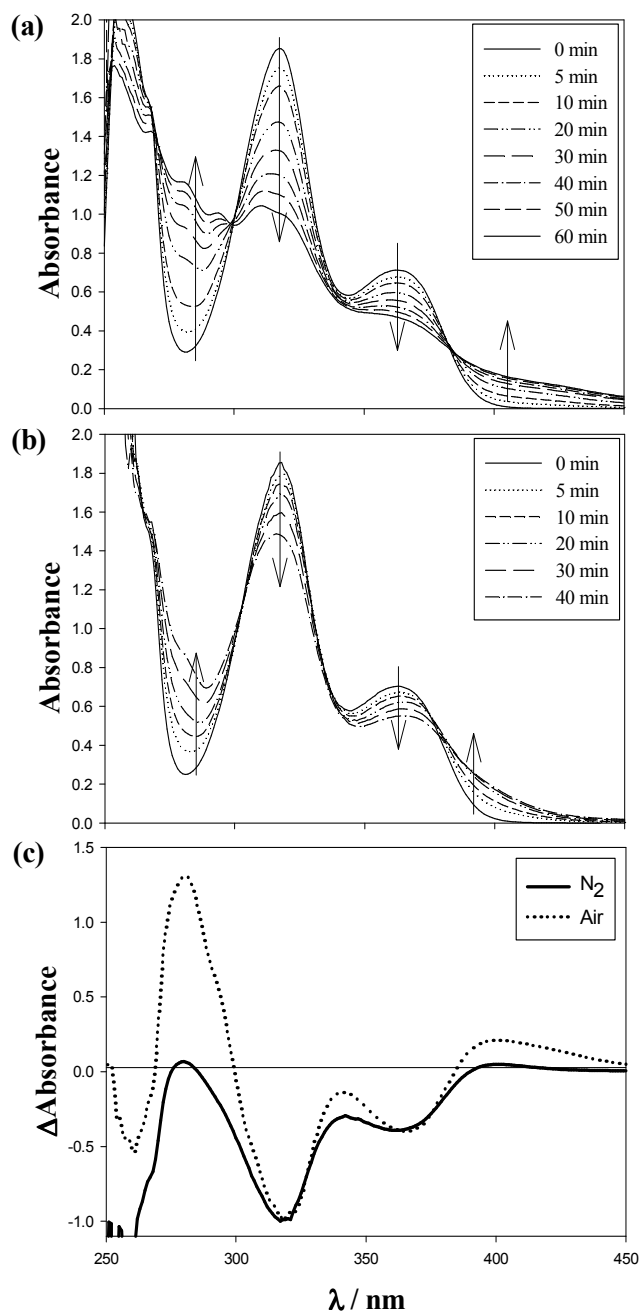 (a)
2.0
1.8
1.6
1.4
1.2
1.0
0.8
0.6
0.4
0.2
0.0
Absorbance
0 min
5 min
10 min
20 min
30 min
40 min
50 min
60 min
(b)
2.0
1.8
1.6
1.4
1.2
1.0
0.8
0.6
0.4
0.2
0.0
Absorbance
0 min
5 min
10 min
20 min
30 min
40 min
(c)
1.5
1.0
0.5
0.0
-0.5
-1.0
ΔAbsorbance
N2
Air
250 300 350 400 450
λ / nm